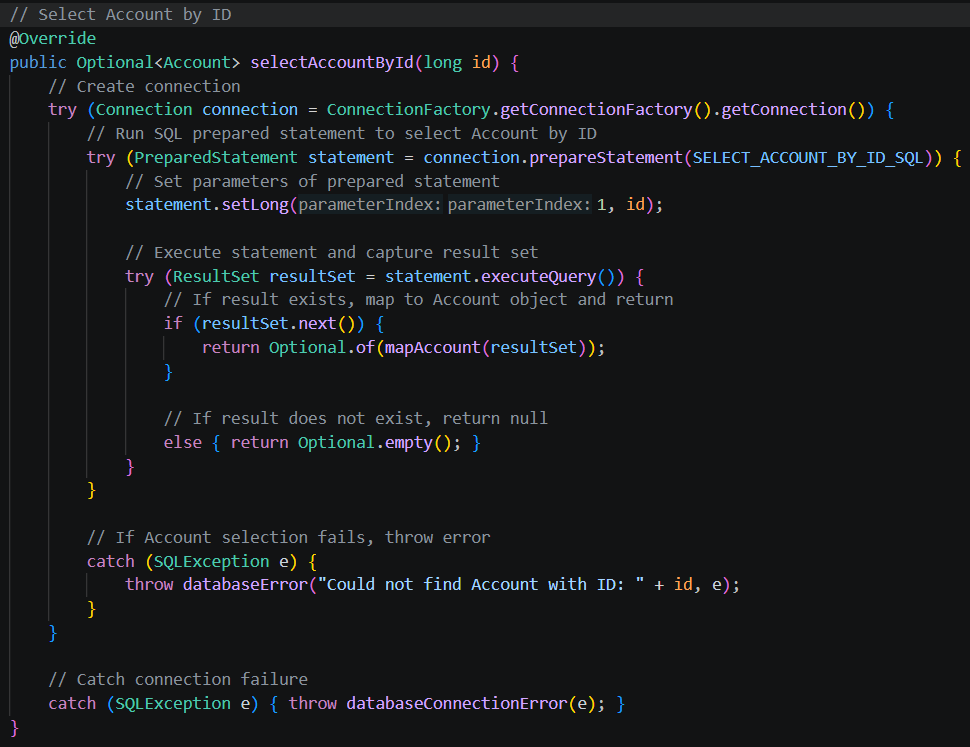 // Select Account by ID
@Override
public Optional<Account> selectAccountById(long id) {
    // Create connection
    try (Connection connection = ConnectionFactory.getConnectionFactory().getConnection()) {
        // Run SQL prepared statement to select Account by ID
        try (PreparedStatement statement = connection.prepareStatement(SELECT_ACCOUNT_BY_ID_SQL)) {
            // Set parameters of prepared statement
            statement.setLong(parameterIndex: parameterIndex: 1, id);

            // Execute statement and capture result set
            try (ResultSet resultSet = statement.executeQuery()) {
                // If result exists, map to Account object and return
                if (resultSet.next()) {
                    return Optional.of(mapAccount(resultSet));
                }

                // If result does not exist, return null
                else { return Optional.empty(); }
            }
        }

        // If Account selection fails, throw error
        catch (SQLException e) {
            throw databaseError("Could not find Account with ID: " + id, e);
        }
    }

    // Catch connection failure
    catch (SQLException e) { throw databaseConnectionError(e); }
}